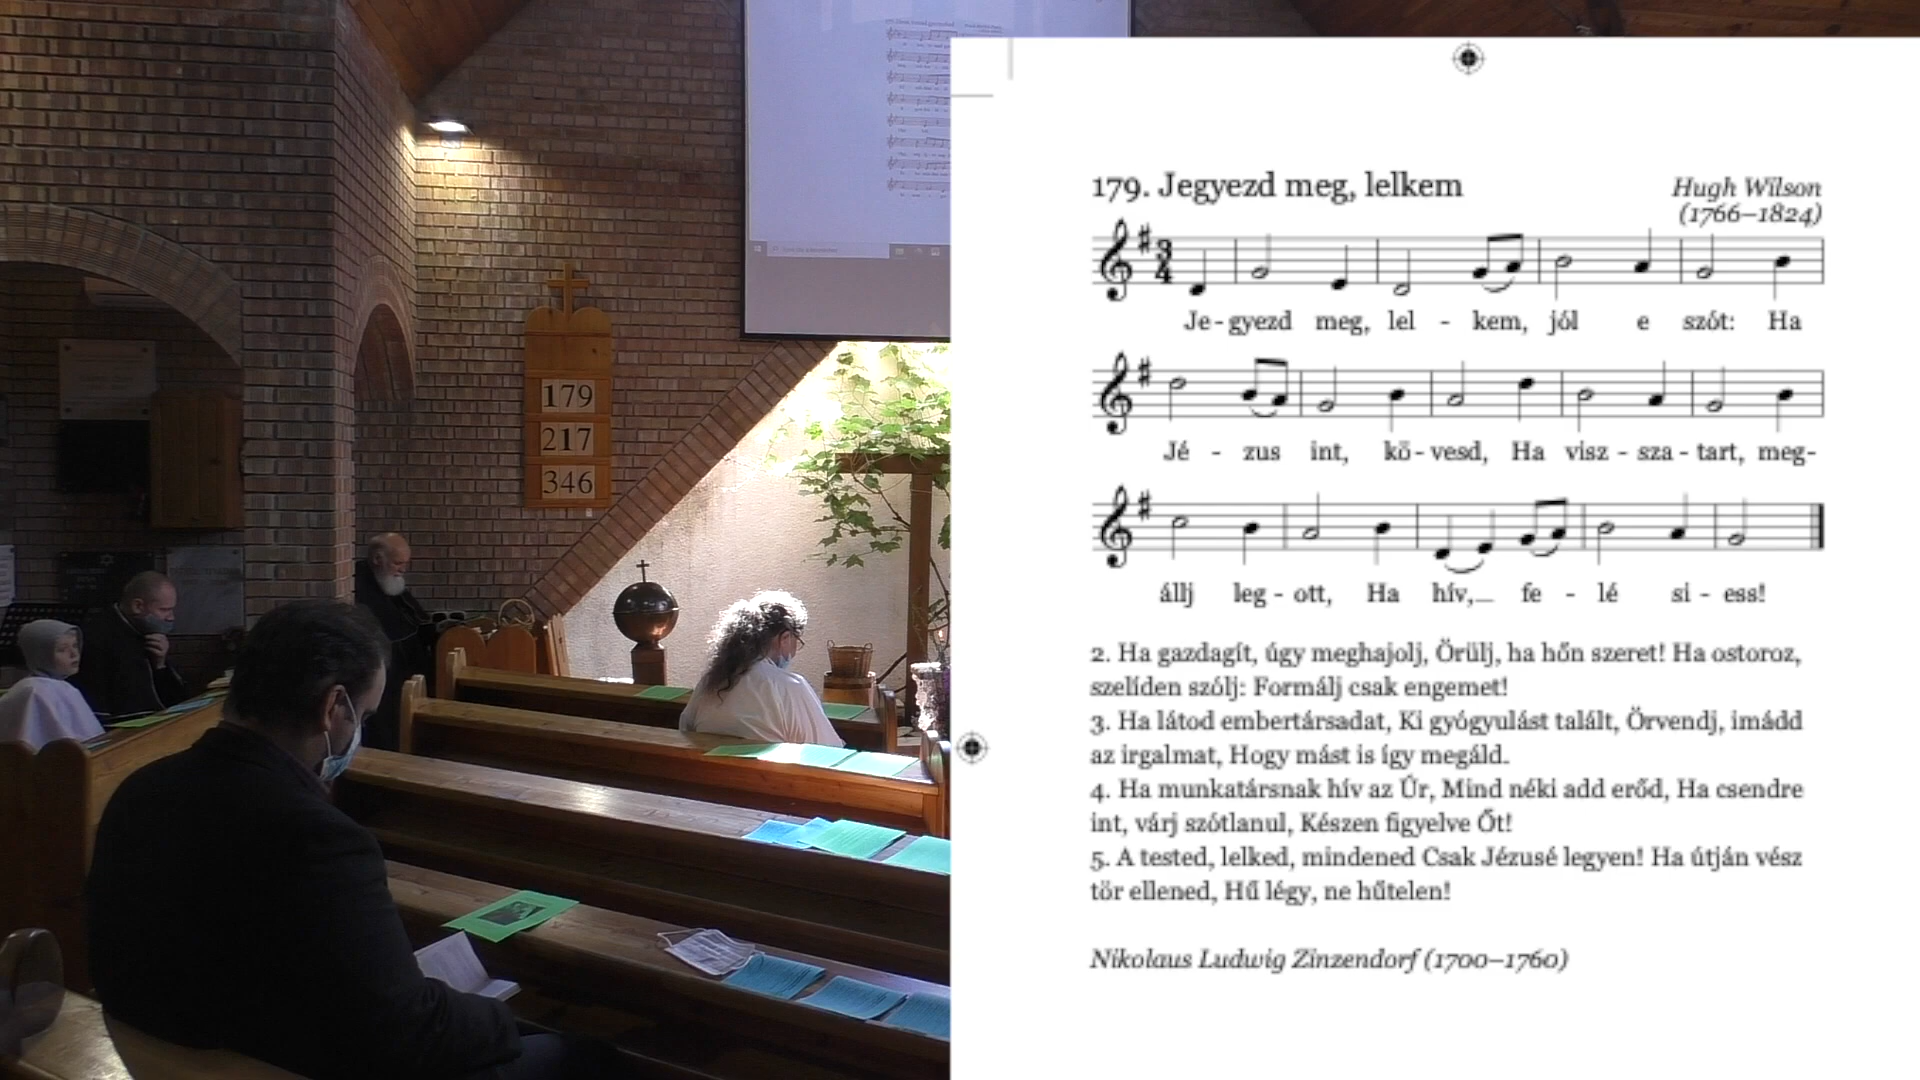 179
217
346
179. Jegyezd meg, lelkem
Hugh Wilson
(1766–1824)
3
4
Je - gyezd meg, lel - kem, jól e szót: Ha
Jé - zus int, kö - vesd, Ha visz - sza - tart, meg-
állj leg - ott, Ha hív, fe - lé si - ess!
2. Ha gazdagít, úgy meghajolj, Örülj, ha hőn szeret! Ha ostoroz,
szelíden szólj: Formálj csak engemet!
3. Ha látod embertársadat, Ki gyógyulást talált, Örvendj, imádd
az irgalmat, Hogy mást is így megáld.
4. Ha munkatársnak hív az Úr, Mind néki add erőd, Ha csendre
int, várj szótlanul, Készen figyelve Őt!
5. A tested, lelked, mindened Csak Jézusé legyen! Ha útján vész
tör ellened, Hű légy, ne hűtelen!
Nikolaus Ludwig Zinzendorf (1700–1760)